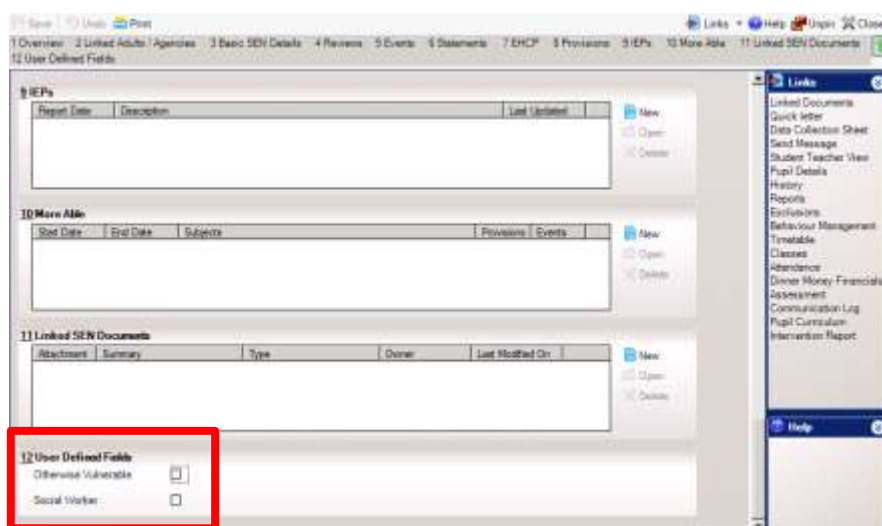 Save Undo Print Links Help Unpin Close
1 Overview 2 Linked Adults / Agencies 3 Basic SEN Details 4 Reviews 5 Events 6 Statements 7 EHCP 8 Provisions 9 IEPs 10 More Able 11 Linked SEN Documents
12 User Defined Fields
9 IEPs
Report Date Description Last Updated
New
Open
Delete
10 More Able
Start Date End Date Subjects Provisions Events
New
Open
Delete
11 Linked SEN Documents
Attachment Summary Type Owner Last Modified On
New
Open
Delete
12 User Defined Fields
Otherwise Vulnerable
Social Worker
Links
Linked Documents
Quick letter
Data Collection Sheet
Send Message
Student Teacher View
Pupil Details
History
Reports
Exclusions
Behaviour Management
Timetable
Classes
Attendance
Dinner Money Financials
Assessment
Communication Log
Pupil Curriculum
Intervention Report
Help